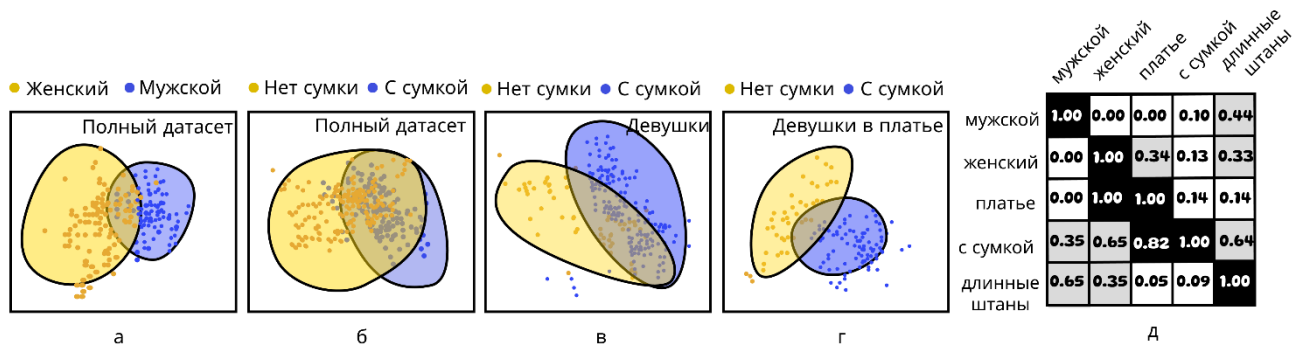 Женский Мужской
Полный датасет
а
Нет сумки С сумкой
Полный датасет
б
Нет сумки С сумкой
Девушки
в
Нет сумки С сумкой
Девушки в платье
г
мужской женский платье с сумкой длинные штаны
мужской 1.00 0.00 0.00 0.10 0.44
женский 0.00 1.00 0.34 0.13 0.33
платье 0.00 1.00 1.00 0.14 0.14
с сумкой 0.35 0.65 0.82 1.00 0.64
длинные штаны 0.65 0.35 0.05 0.09 1.00
д